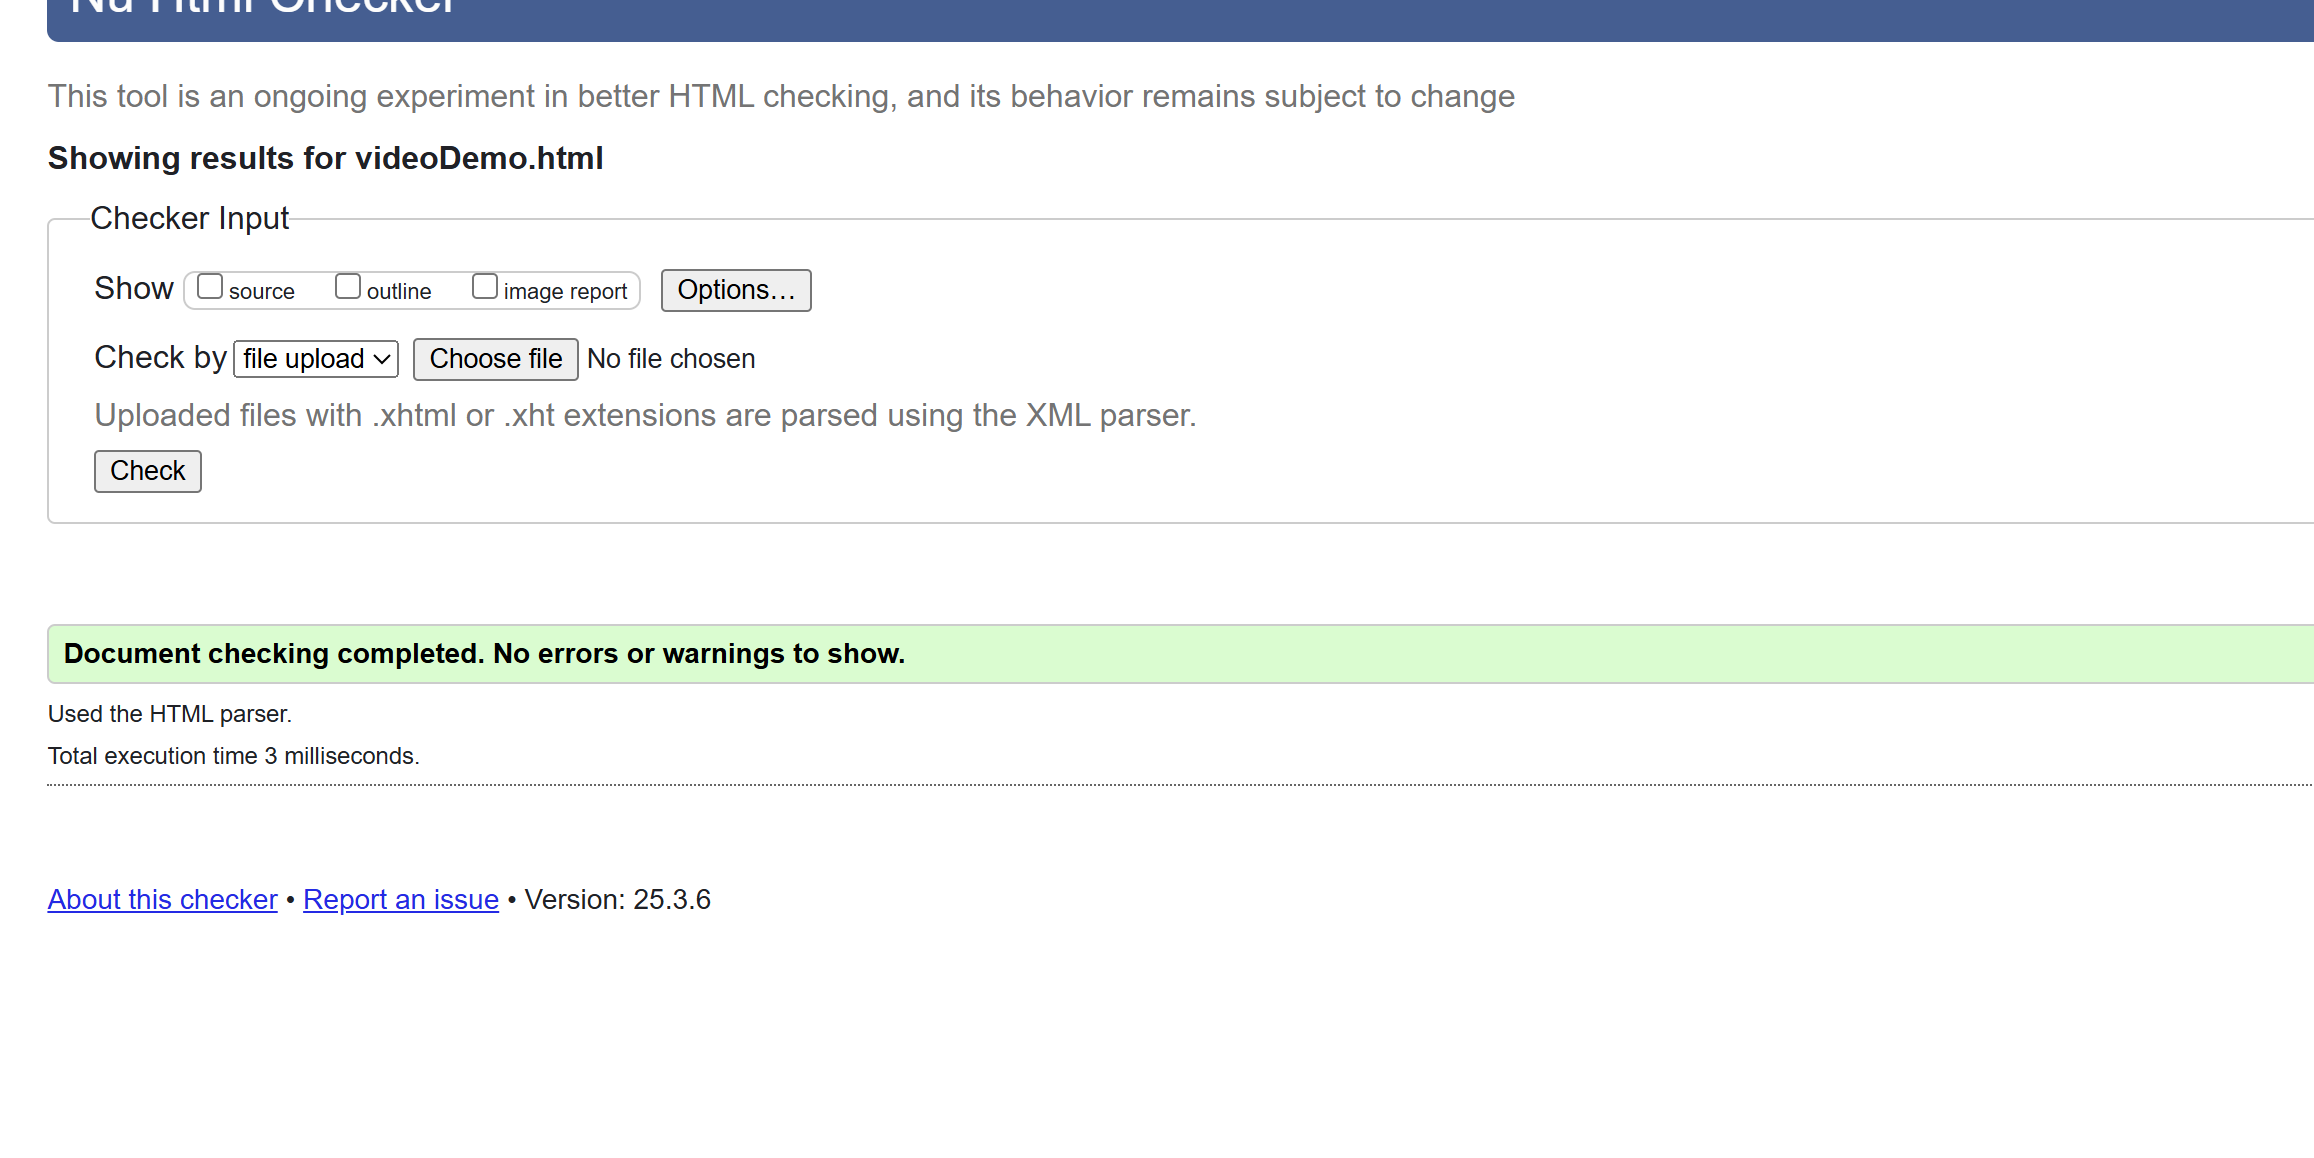 Nu Html Checker
This tool is an ongoing experiment in better HTML checking, and its behavior remains subject to change
Showing results for videoDemo.html
Checker Input
Show source outline image report Options...
Check by file upload Choose file No file chosen
Uploaded files with .xhtml or .xht extensions are parsed using the XML parser.
Check
Document checking completed. No errors or warnings to show.
Used the HTML parser.
Total execution time 3 milliseconds.
About this checker • Report an issue • Version: 25.3.6